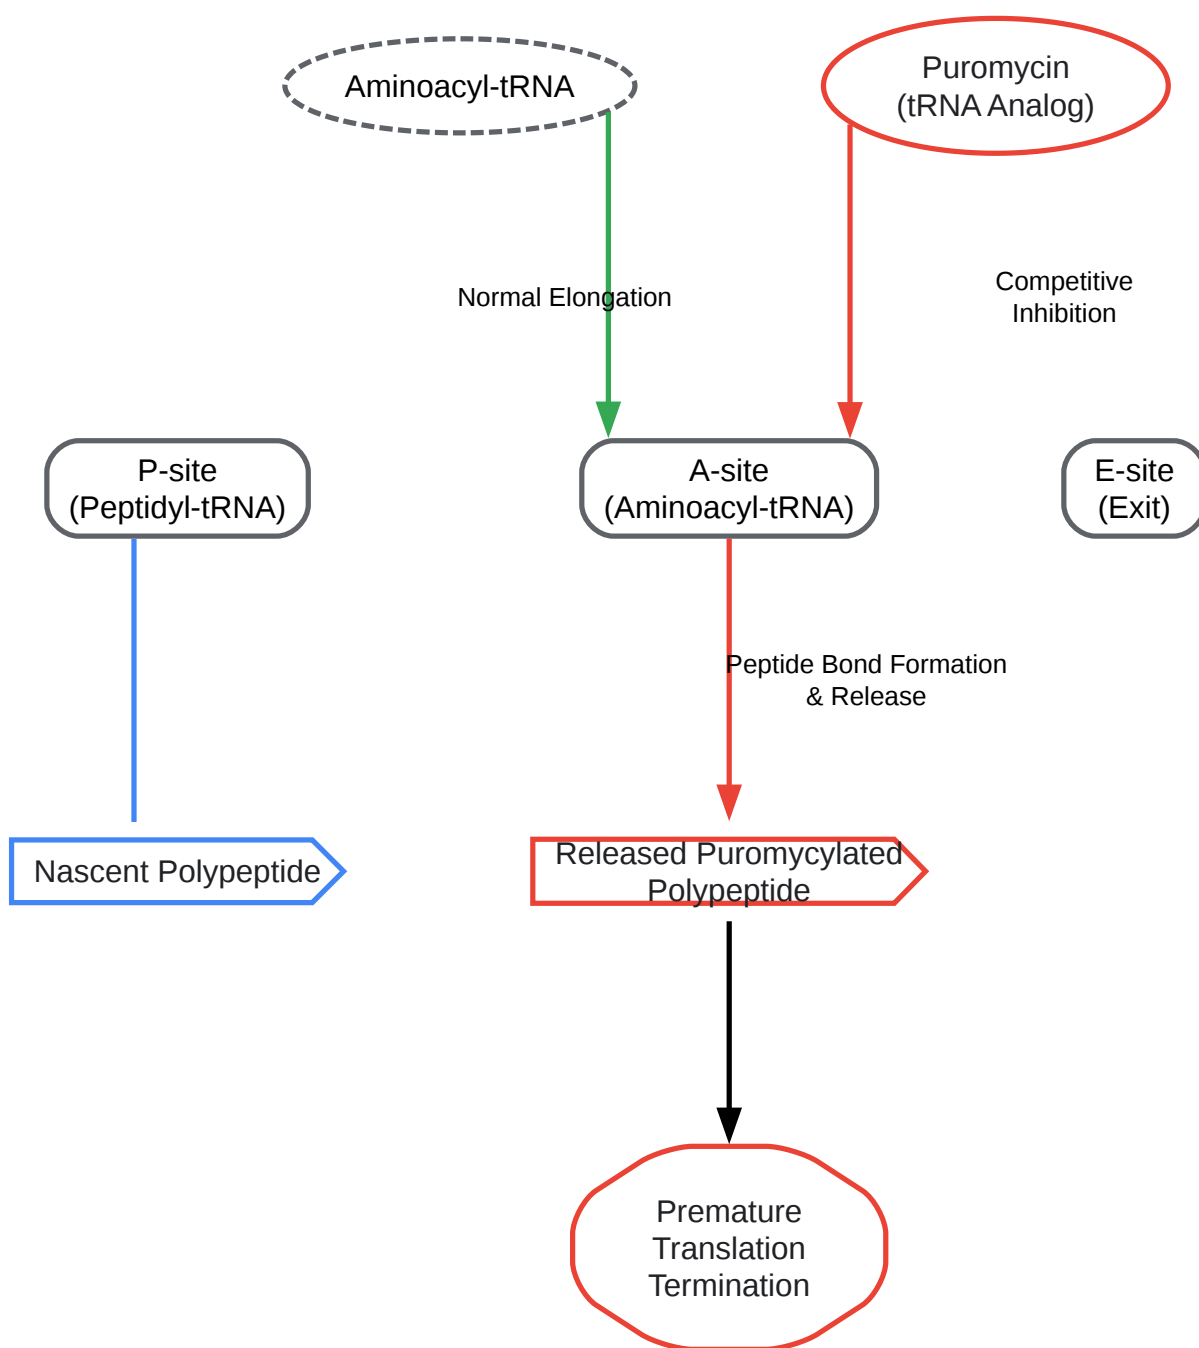 Aminoacyl-tRNA
Puromycin
(tRNA Analog)
Normal Elongation
Competitive
Inhibition
P-site
(Peptidyl-tRNA)
A-site
(Aminoacyl-tRNA)
E-site
(Exit)
Peptide Bond Formation
& Release
Nascent Polypeptide
Released Puromycylated
Polypeptide
Premature
Translation
Termination